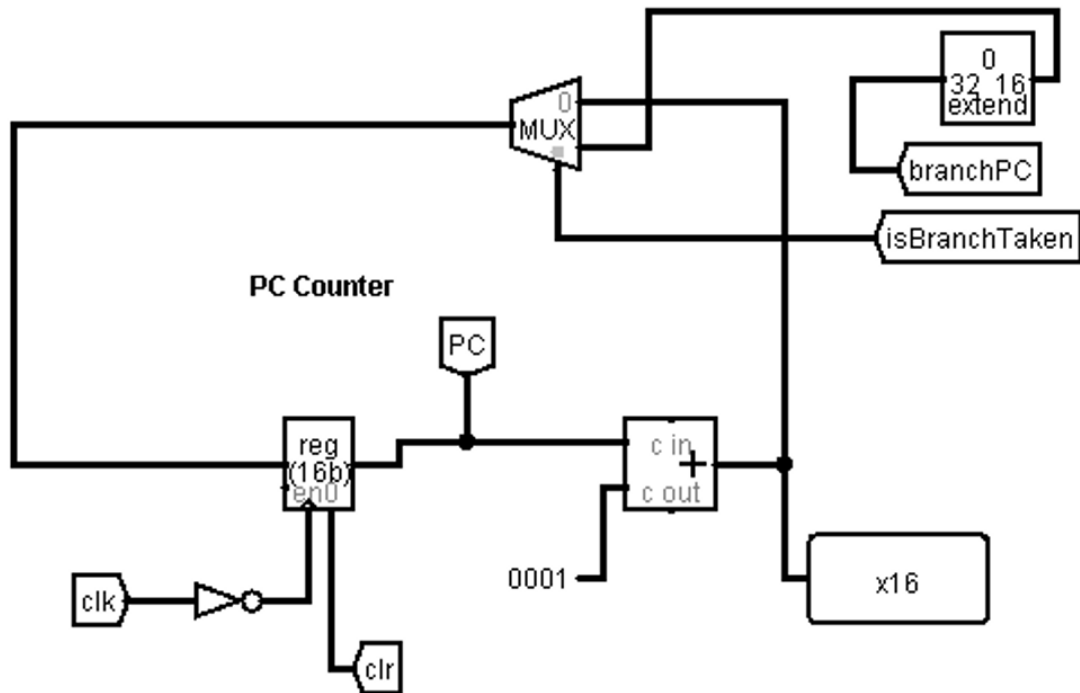 0
32 16
extend
0
MUX
branchPC
isBranchTaken
PC Counter
PC
reg
(16b)
en0
c in
+
c out
0001
x16
clk
clr